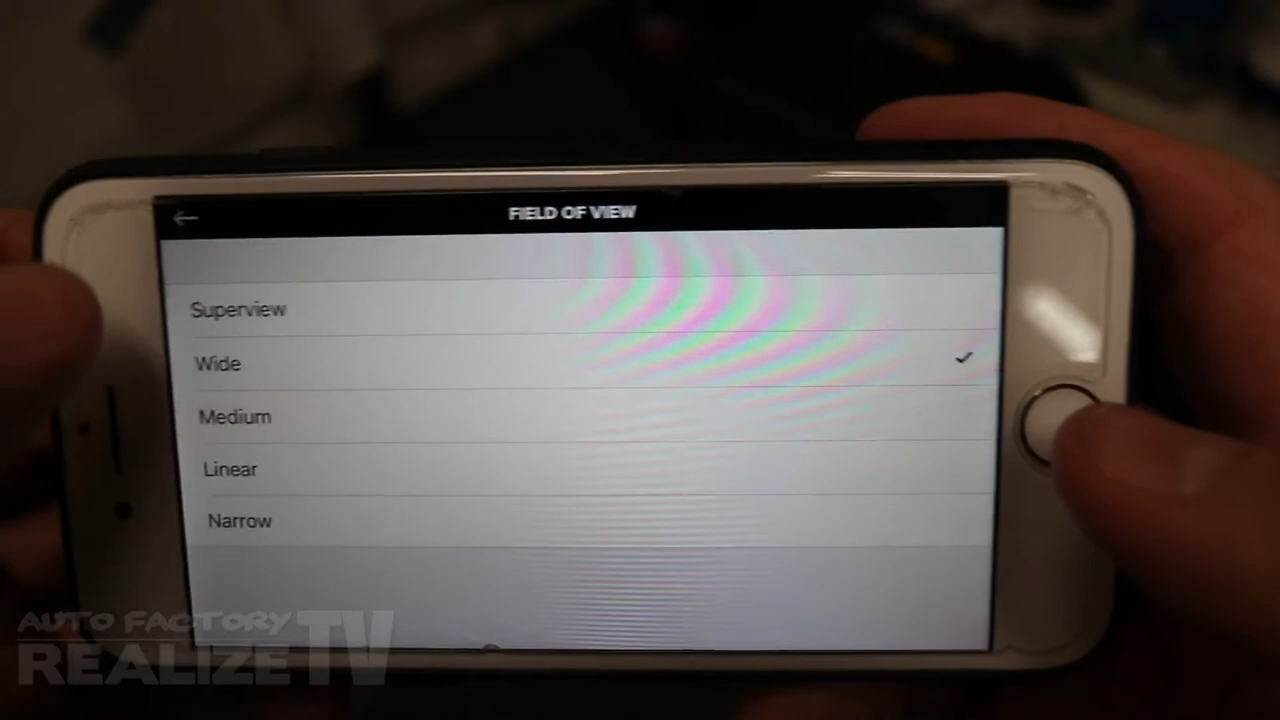 FIELD OF VIEW
Superview
Wide
Medium
Linear
Narrow
AUTO FACTORY
REALIZE TV